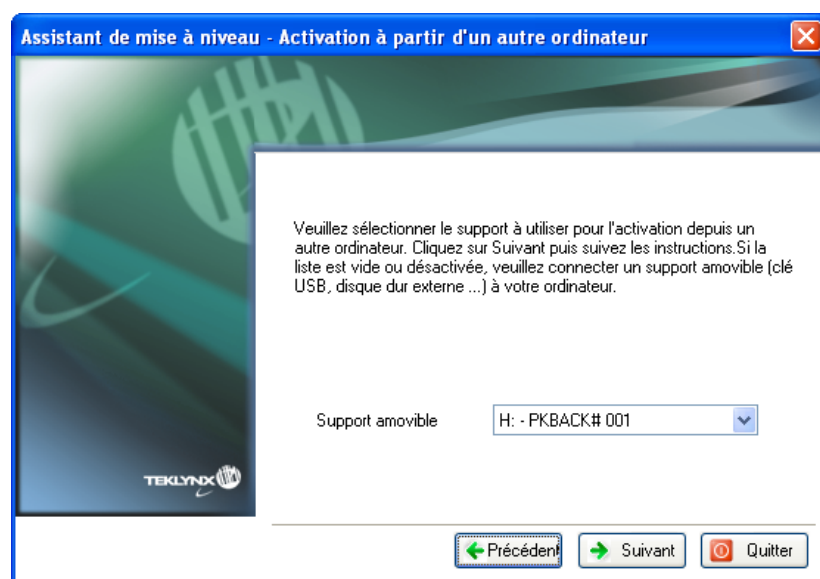 Assistant de mise à niveau - Activation à partir d'un autre ordinateur
Veuillez sélectionner le support à utiliser pour l'activation depuis un
autre ordinateur. Cliquez sur Suivant puis suivez les instructions.Si la
liste est vide ou désactivée, veuillez connecter un support amovible (clé
USB, disque dur externe ...) à votre ordinateur.
Support amovible
H: - PKBACK# 001
TEKLYNX
Précédent
Suivant
Quitter